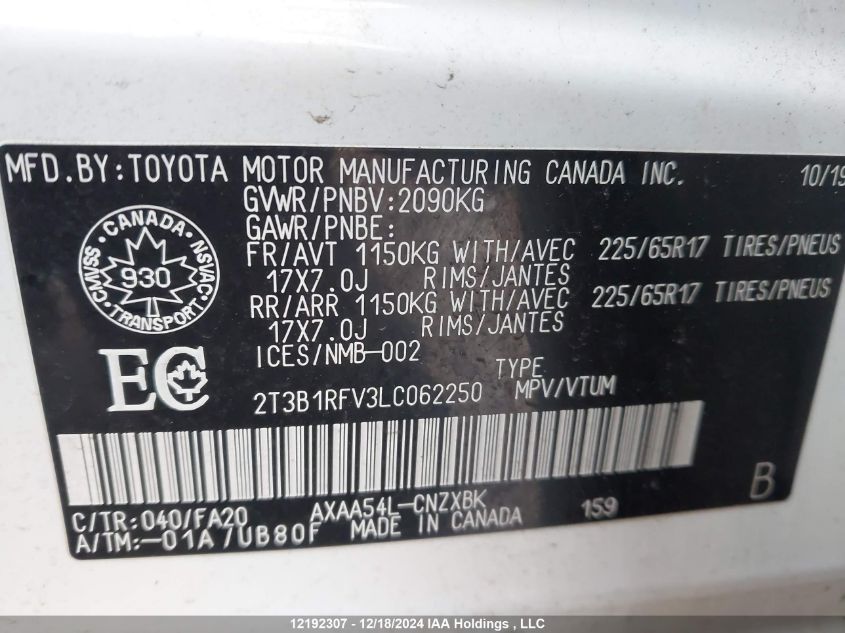 MFD.BY:TOYOTA MOTOR MANUFACTURING CANADA INC. 10/19
GVWR/PNBV:2090KG
GAWR/PNBE:
FR/AVT 1150KG WITH/AVEC 225/65R17 TIRES/PNEUS
17X7.0J RIMS/JANTES
RR/ARR 1150KG WITH/AVEC 225/65R17 TIRES/PNEUS
17X7.0J RIMS/JANTES
ICES/NMB-002
CANADA
CMVSS 930 NSVAC
TRANSPORT
EC
TYPE
2T3B1RFV3LC062250 MPV/VTUM
B
C/TR:040/FA20 AXAA54L-CNZXBK 159
A/TM:-01A/UB80F MADE IN CANADA
12192307 - 12/18/2024 IAA Holdings , LLC